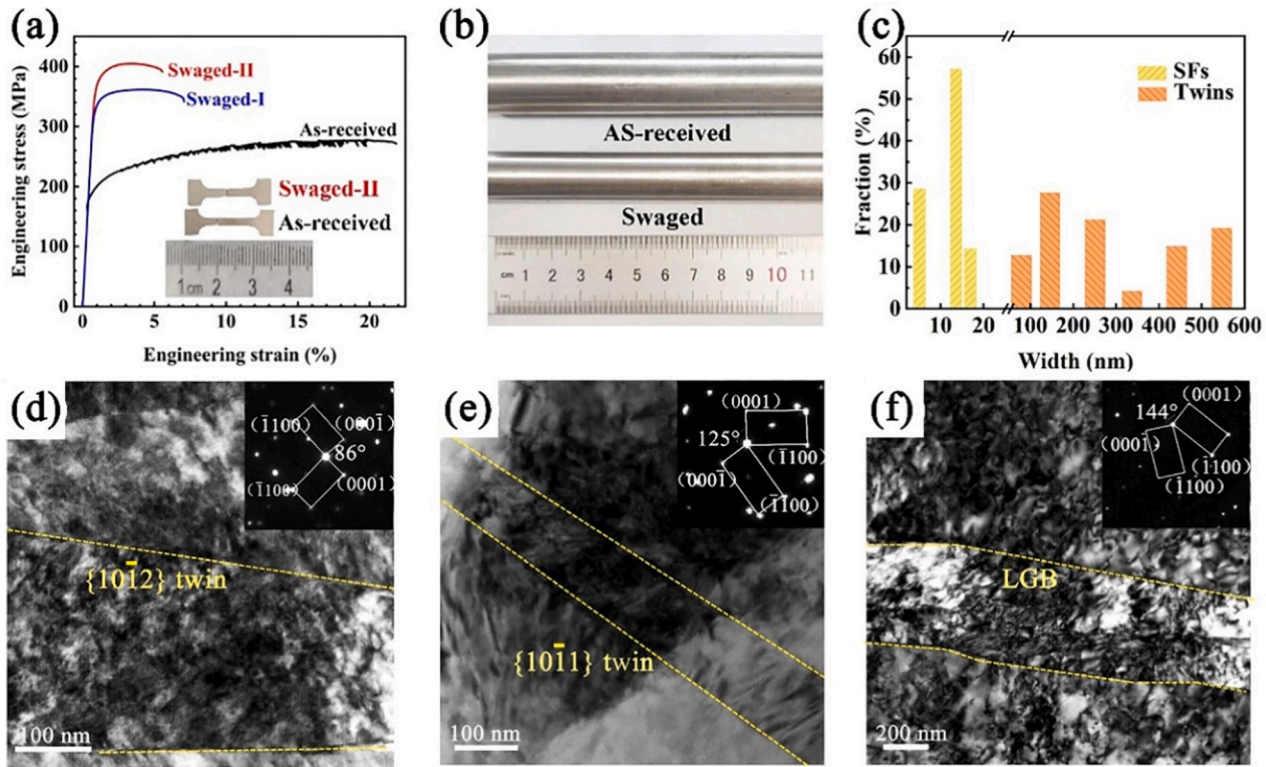 (a)
400
300
200
100
0
Engineering stress (MPa)
Swaged-II
Swaged-I
As-received
Swaged-II
As-received
1 cm 2 3 4
0 5 10 15 20
Engineering strain (%)
(b)
AS-received
Swaged
cm 1 2 3 4 5 6 7 8 9 10 11
(c)
60
50
40
30
20
10
0
Fraction (%)
SFs
Twins
10 20 100 200 300 400 500 600
Width (nm)
(d)
(1̄100)
(0001̄)
86°
(1̄100)
(0001)
{101̄2} twin
100 nm
(e)
(0001)
125°
(1̄100)
(0001̄)
(1̄100)
{101̄1} twin
100 nm
(f)
144°
(0001)
(0001)
(1̄100)
(1̄100)
LGB
200 nm